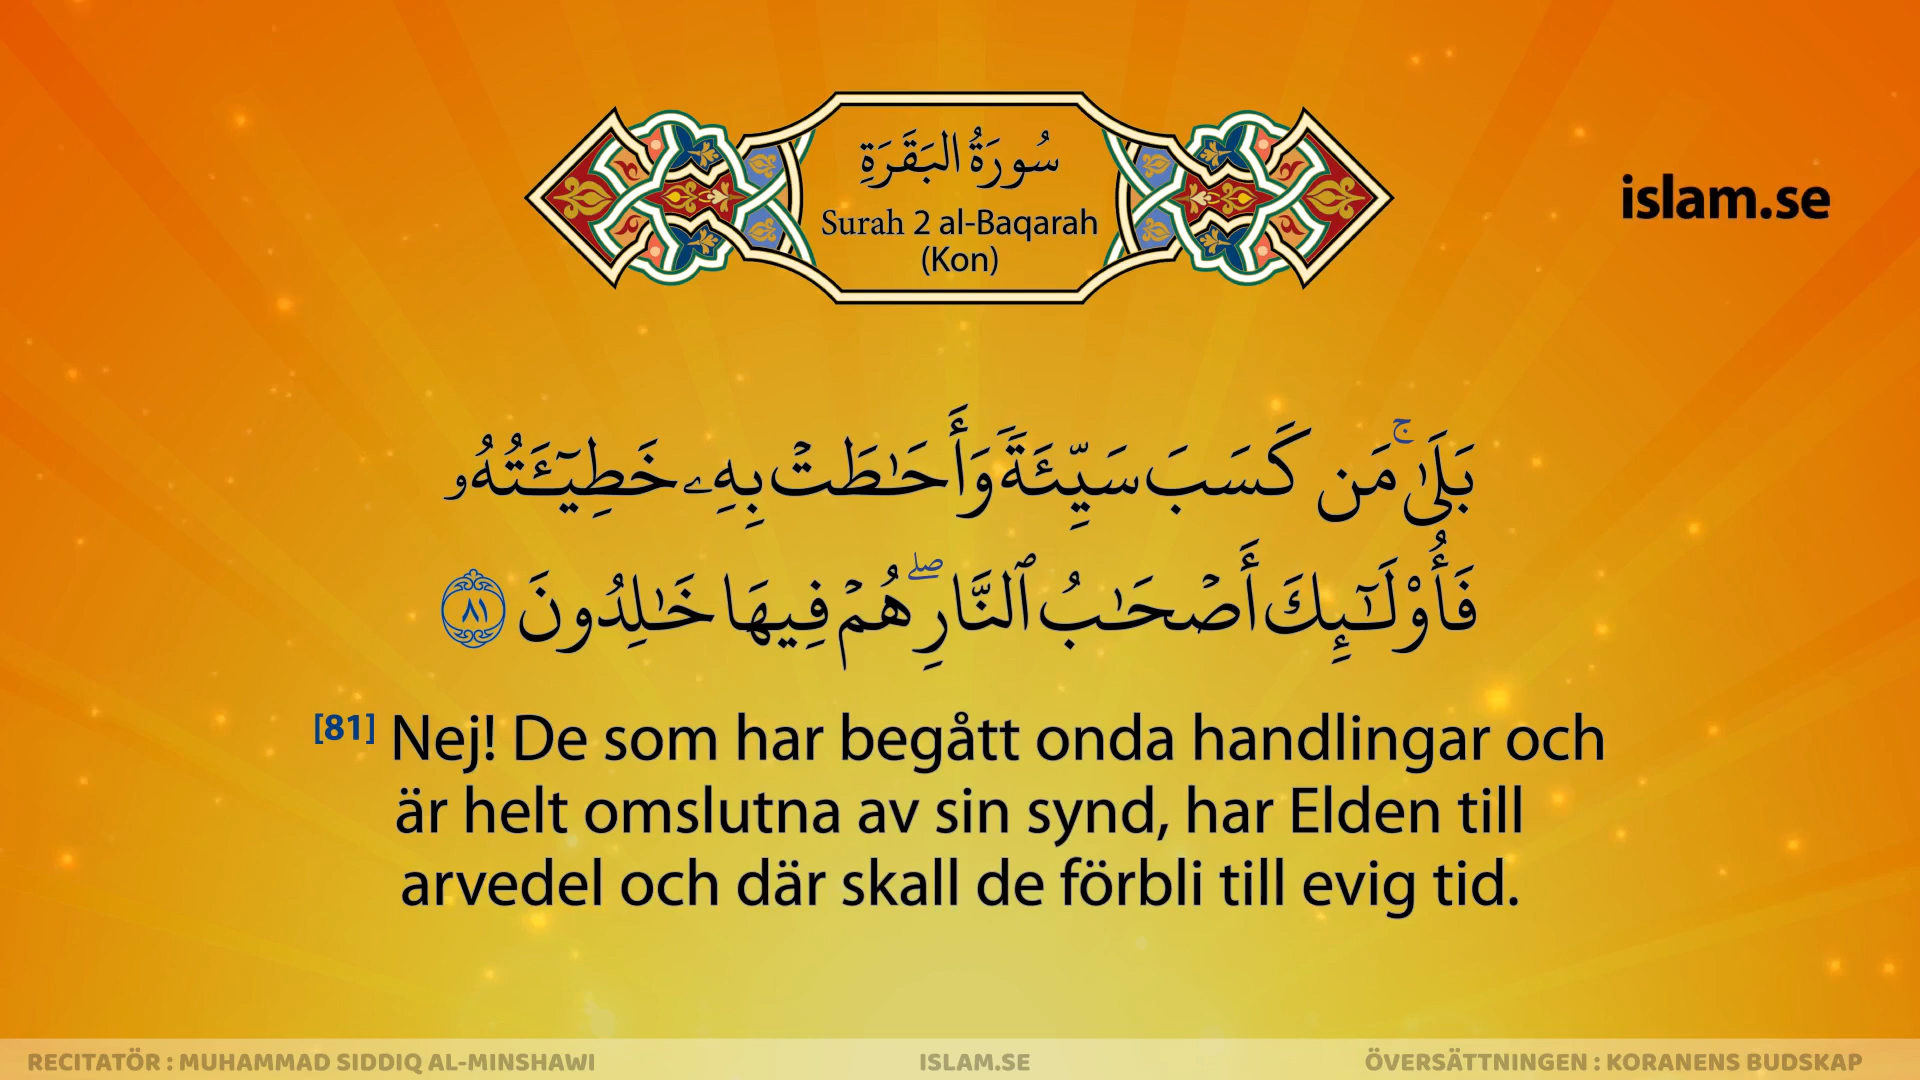 سُورَةُ البَقَرَةِ
Surah 2 al-Baqarah
(Kon)
islam.se
بَلَىٰۚ مَن كَسَبَ سَيِّئَةً وَأَحَٰطَتْ بِهِۦ خَطِيٓـَٔتُهُۥ
فَأُو۟لَٰٓئِكَ أَصْحَٰبُ ٱلنَّارِۖ هُمْ فِيهَا خَٰلِدُونَ ٨١
[81] Nej! De som har begått onda handlingar och
är helt omslutna av sin synd, har Elden till
arvedel och där skall de förbli till evig tid.
RECITATÖR : MUHAMMAD SIDDIQ AL-MINSHAWI
ISLAM.SE
ÖVERSÄTTNINGEN : KORANENS BUDSKAP